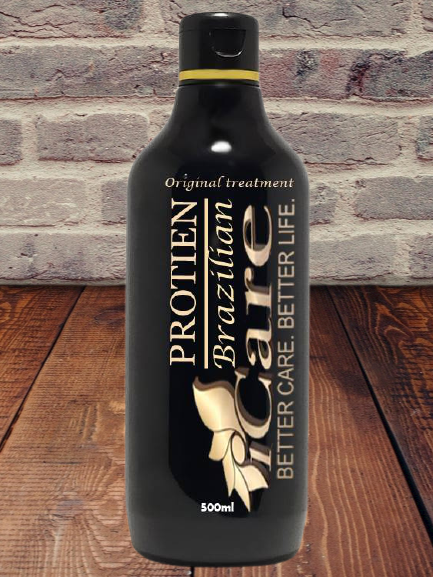 Original treatment
PROTIEN
Brazilian
iCare
BETTER CARE. BETTER LIFE.
500ml